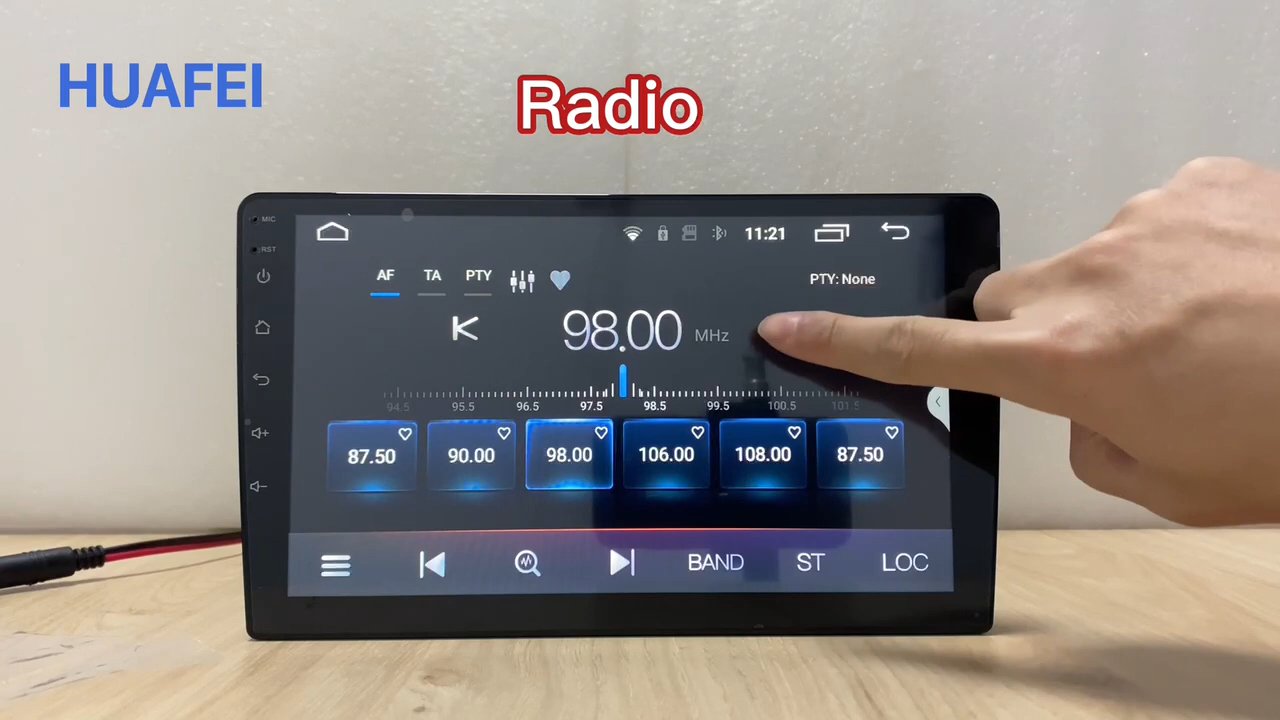 HUAFEI
Radio
MIC
RST
11:21
AF TA PTY
PTY: None
98.00 MHz
94.5 95.5 96.5 97.5 98.5 99.5 100.5 101.5
87.50 90.00 98.00 106.00 108.00 87.50
BAND ST LOC